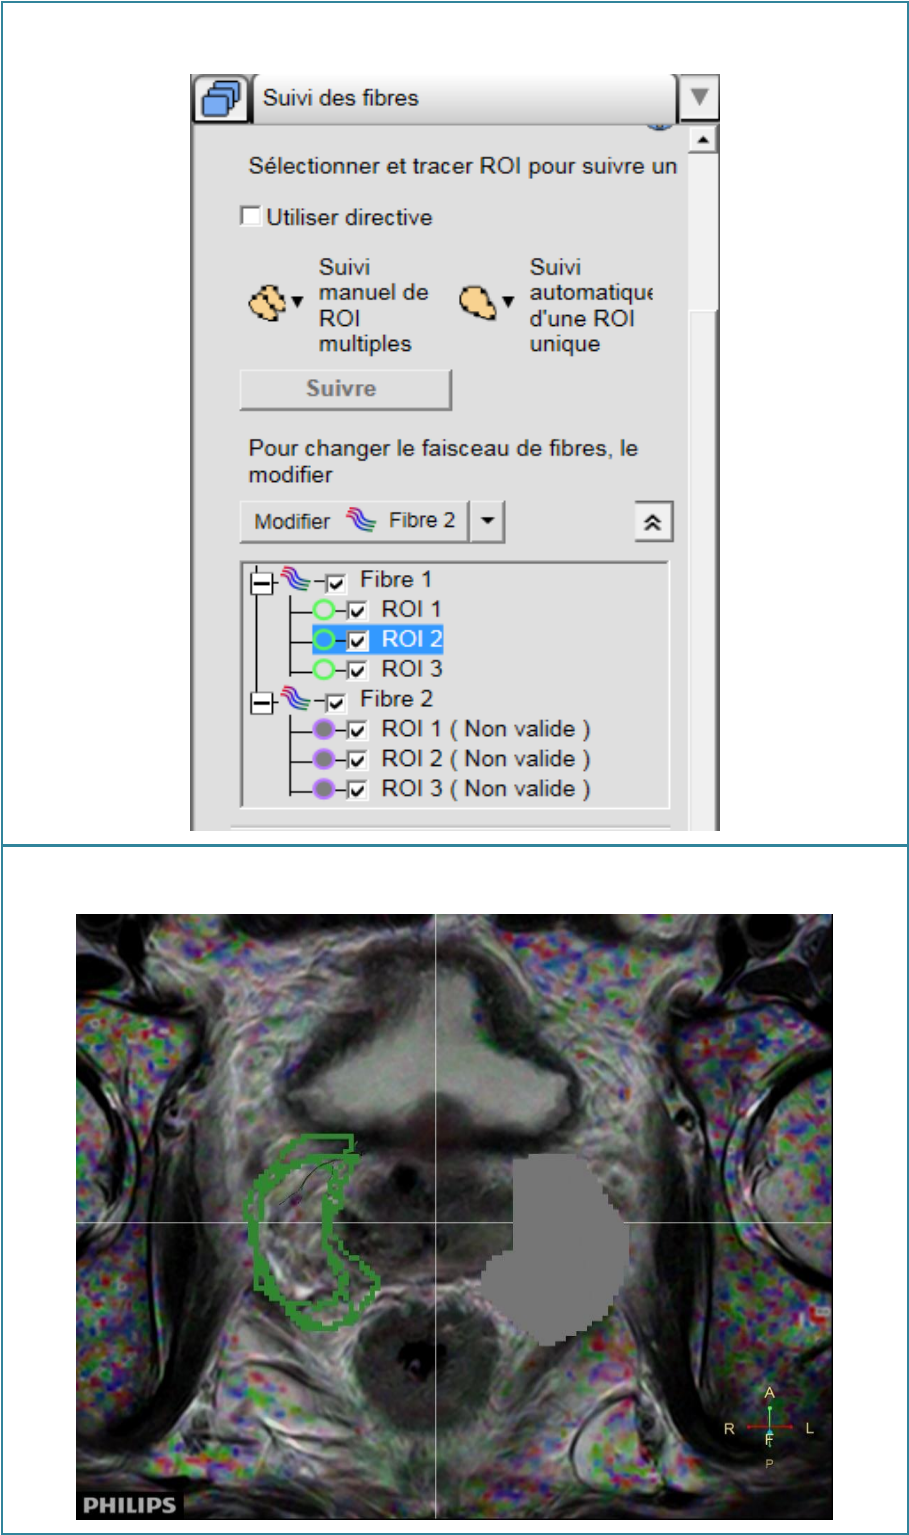 Suivi des fibres
Sélectionner et tracer ROI pour suivre un
Utiliser directive
Suivi
manuel de
ROI
multiples
Suivi
automatique
d'une ROI
unique
Suivre
Pour changer le faisceau de fibres, le
modifier
Modifier Fibre 2
Fibre 1
ROI 1
ROI 2
ROI 3
Fibre 2
ROI 1 ( Non valide )
ROI 2 ( Non valide )
ROI 3 ( Non valide )
A
R F L
P
PHILIPS